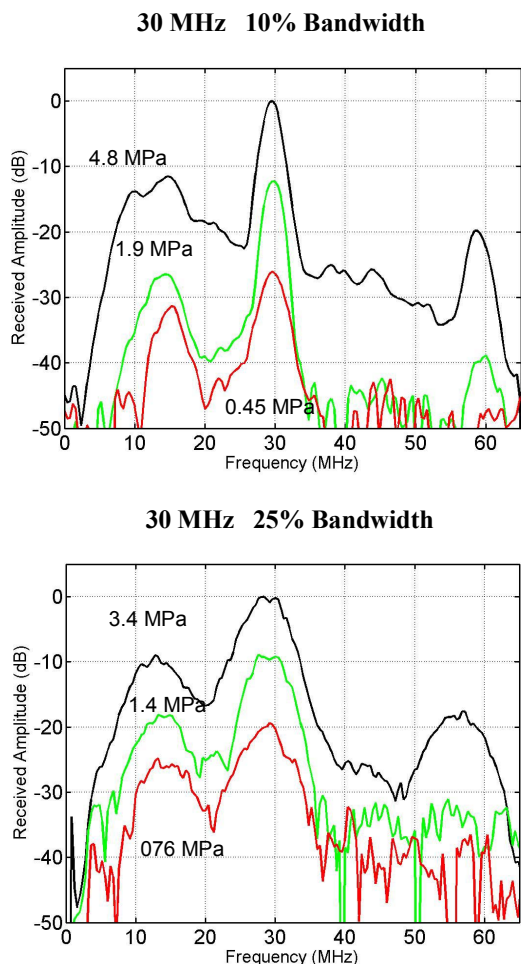 30 MHz 10% Bandwidth
0
-10
-20
-30
-40
-50
Received Amplitude (dB)
4.8 MPa
1.9 MPa
0.45 MPa
0 10 20 30 40 50 60
Frequency (MHz)
30 MHz 25% Bandwidth
0
-10
-20
-30
-40
-50
Received Amplitude (dB)
3.4 MPa
1.4 MPa
076 MPa
0 10 20 30 40 50 60
Frequency (MHz)